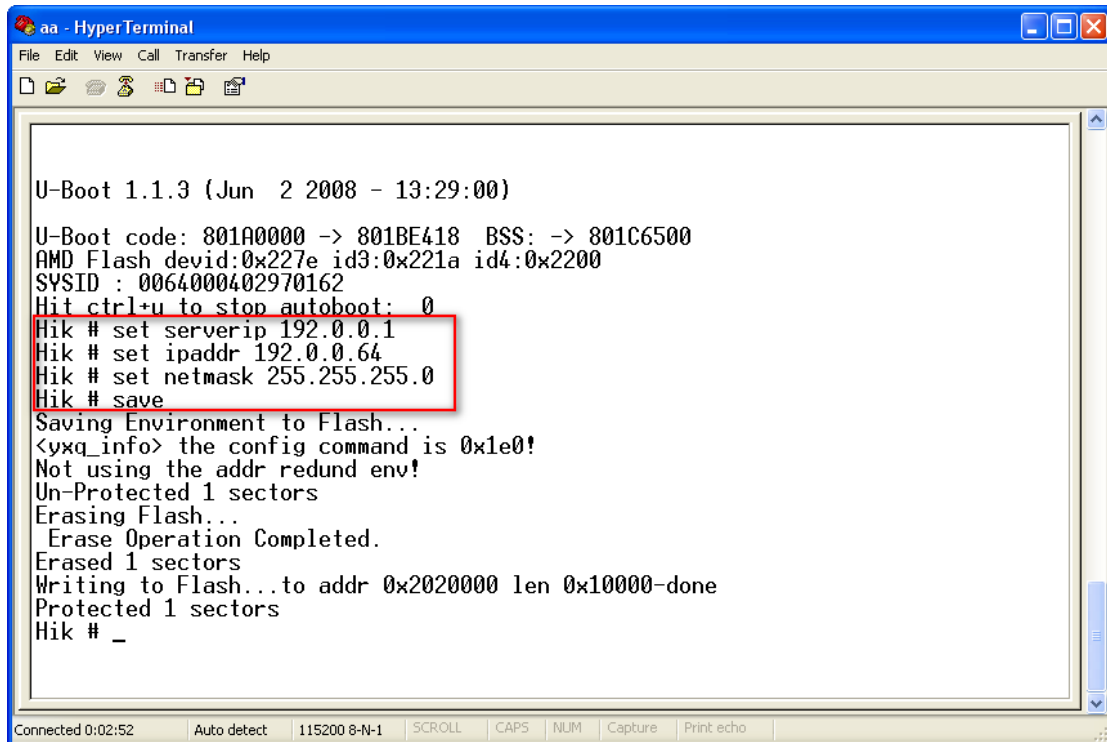 aa - HyperTerminal
File Edit View Call Transfer Help
U-Boot 1.1.3 (Jun  2 2008 - 13:29:00)
U-Boot code: 801A0000 -> 801BE418  BSS: -> 801C6500
AMD Flash devid:0x227e id3:0x221a id4:0x2200
SYSID : 0064000402970162
Hit ctrl+u to stop autoboot:  0
Hik # set serverip 192.0.0.1
Hik # set ipaddr 192.0.0.64
Hik # set netmask 255.255.255.0
Hik # save
Saving Environment to Flash...
<yxq_info> the config command is 0x1e0!
Not using the addr redund env!
Un-Protected 1 sectors
Erasing Flash...
 Erase Operation Completed.
Erased 1 sectors
Writing to Flash...to addr 0x2020000 len 0x10000-done
Protected 1 sectors
Hik # _
Connected 0:02:52 Auto detect 115200 8-N-1 SCROLL CAPS NUM Capture Print echo